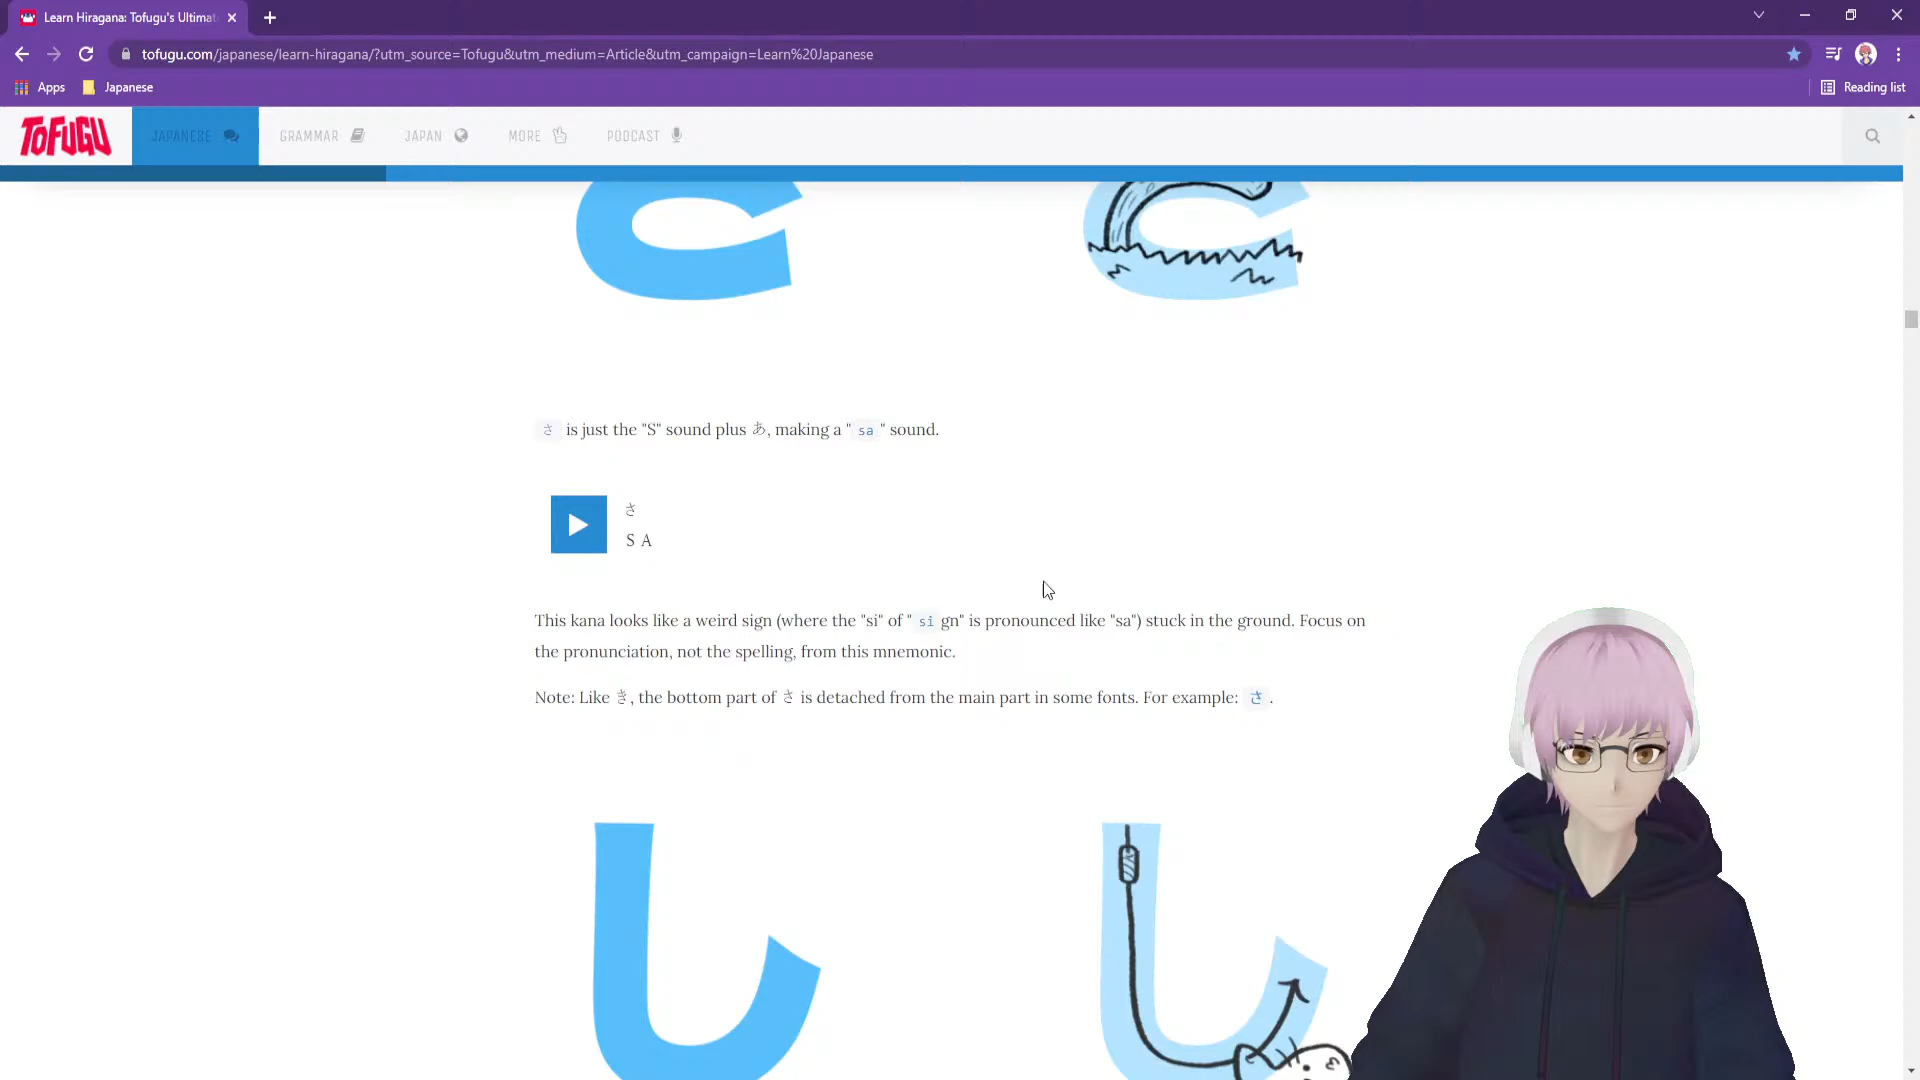 Learn Hiragana: Tofugu's Ultima
tofugu.com/japanese/learn-hiragana/?utm_source=Tofugu&utm_medium=Article&utm_campaign=Learn%20Japanese
Apps
Japanese
Reading list
TOFUGU
JAPANESE
GRAMMAR
JAPAN
MORE
PODCAST
さ is just the "S" sound plus あ, making a " sa " sound.
さ
SA
This kana looks like a weird sign (where the "si" of " si gn" is pronounced like "sa") stuck in the ground. Focus on
the pronunciation, not the spelling, from this mnemonic.
Note: Like き, the bottom part of さ is detached from the main part in some fonts. For example: さ .
し